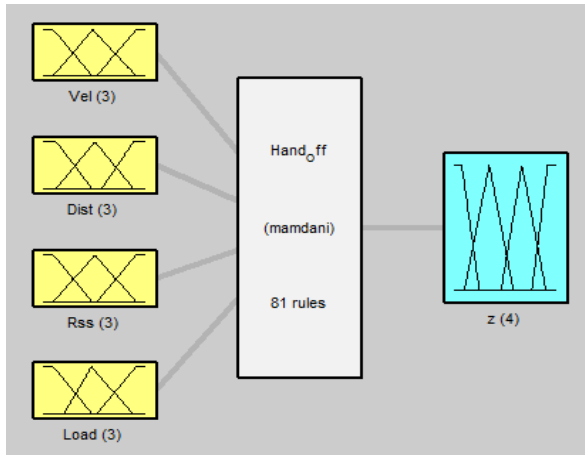 Vel (3)
Dist (3)
Rss (3)
Load (3)
Hand_off
(mamdani)
81 rules
z (4)